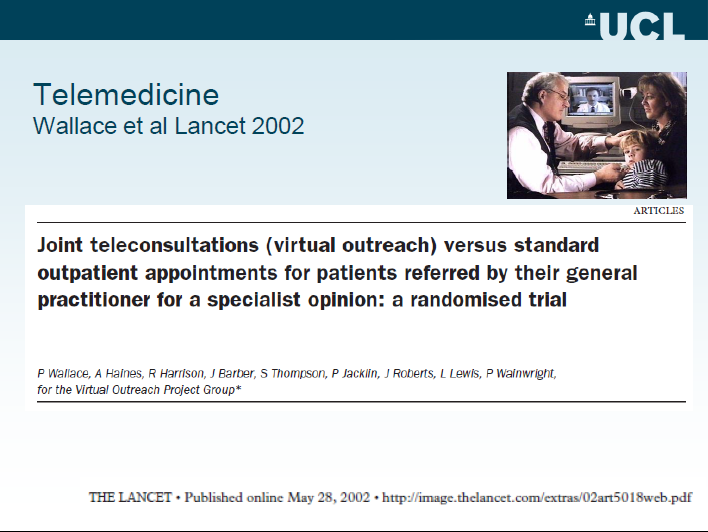 UCL
Telemedicine
Wallace et al Lancet 2002
ARTICLES
Joint teleconsultations (virtual outreach) versus standard
outpatient appointments for patients referred by their general
practitioner for a specialist opinion: a randomised trial
P Wallace, A Haines, R Harrison, J Barber, S Thompson, P Jacklin, J Roberts, L Lewis, P Wainwright,
for the Virtual Outreach Project Group*
THE LANCET • Published online May 28, 2002 • http://image.thelancet.com/extras/02art5018web.pdf